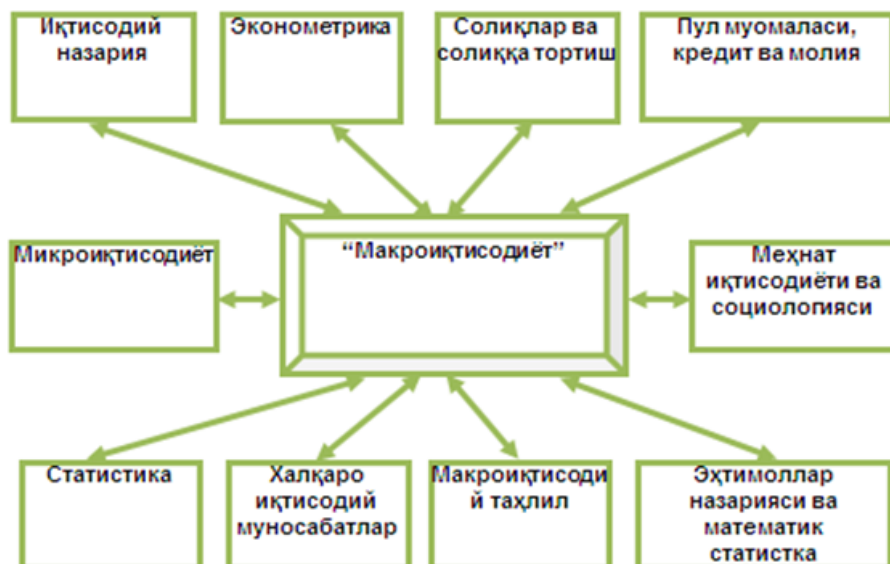 Иқтисодий
назария
Эконометрика
Солиқлар ва
солиққа тортиш
Пул муомаласи,
кредит ва молия
Микроиқтисодиёт
“Макроиқтисодиёт”
Меҳнат
иқтисодиёти ва
социологияси
Статистика
Халқаро
иқтисодий
муносабатлар
Макроиқтисоди
й таҳлил
Эҳтимоллар
назарияси ва
математик
статистка